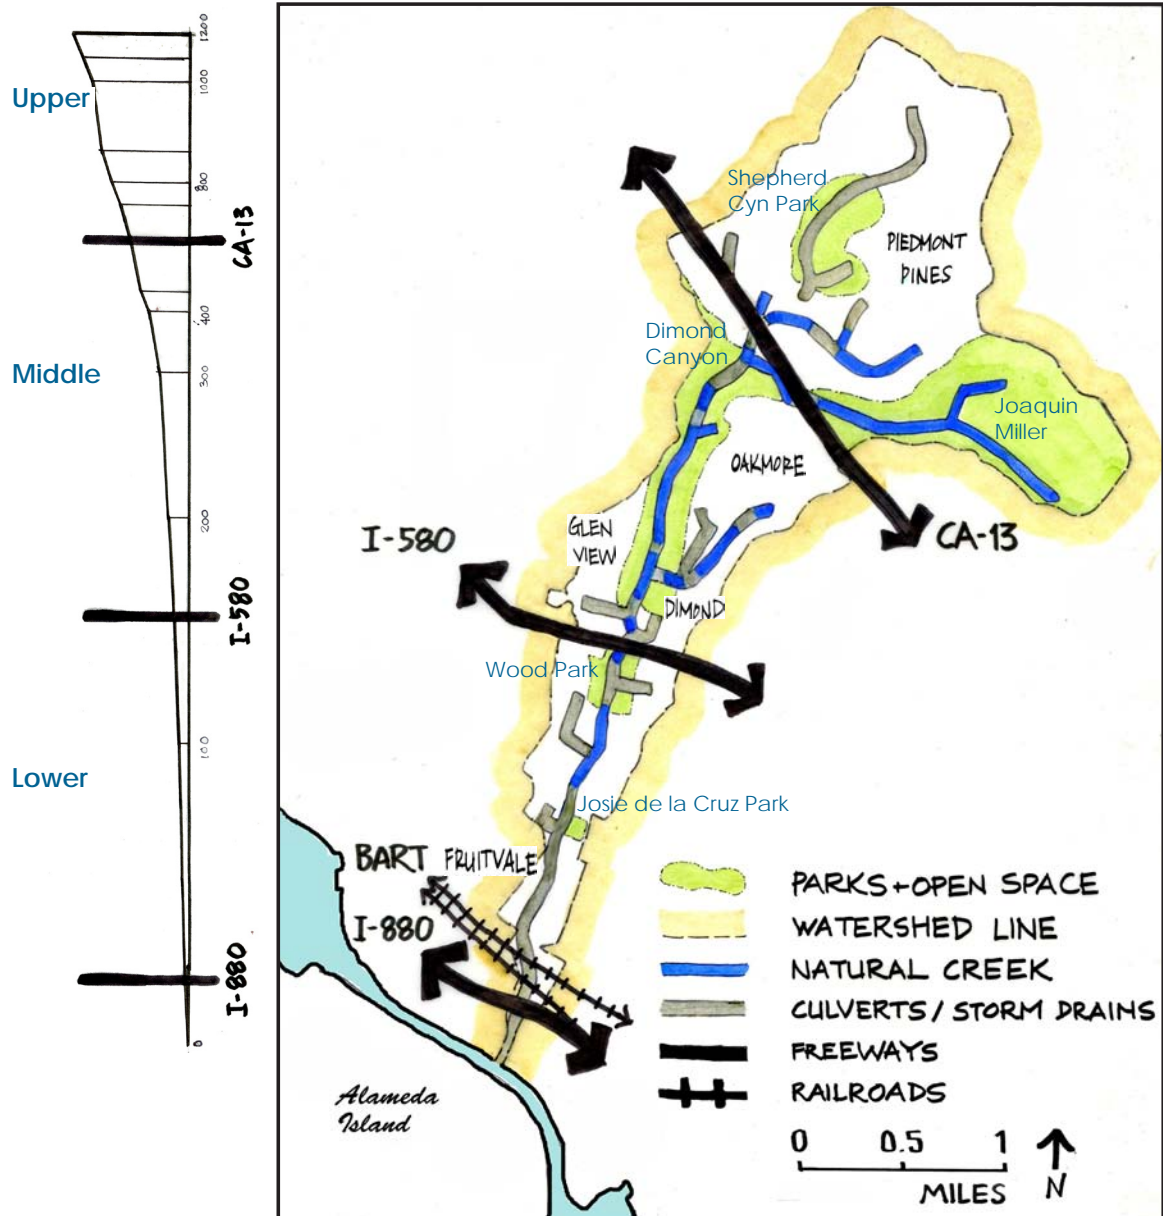 Upper
Middle
Lower
1200
1000
800
CA-13
400
300
200
I-580
100
I-880
0
Shepherd
Cyn Park
PIEDMONT
PINES
Dimond
Canyon
Joaquin
Miller
OAKMORE
GLEN
VIEW
I-580
CA-13
DIMOND
Wood Park
Josie de la Cruz Park
BART
FRUITVALE
I-880
Alameda
Island
PARKS + OPEN SPACE
WATERSHED LINE
NATURAL CREEK
CULVERTS / STORM DRAINS
FREEWAYS
RAILROADS
0 0.5 1
MILES
N